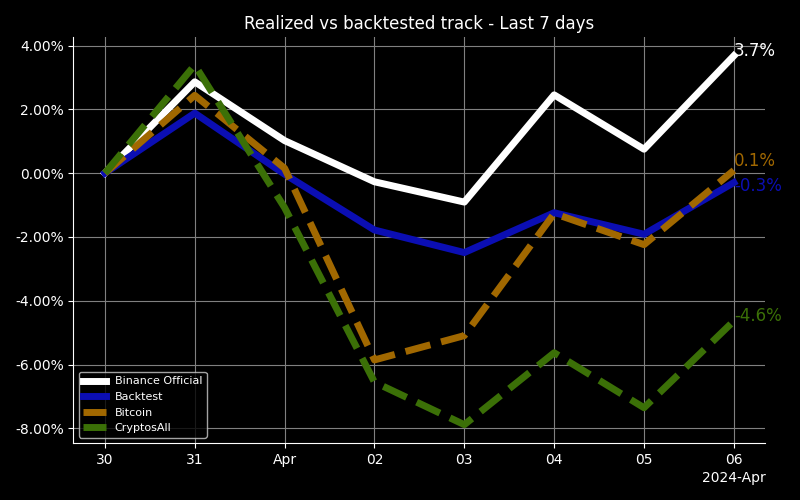 Realized vs backtested track - Last 7 days
4.00%
2.00%
0.00%
-2.00%
-4.00%
-6.00%
-8.00%
3.7%
0.1%
-0.3%
-4.6%
Binance Official
Backtest
Bitcoin
CryptosAll
30 31 Apr 02 03 04 05 06
2024-Apr